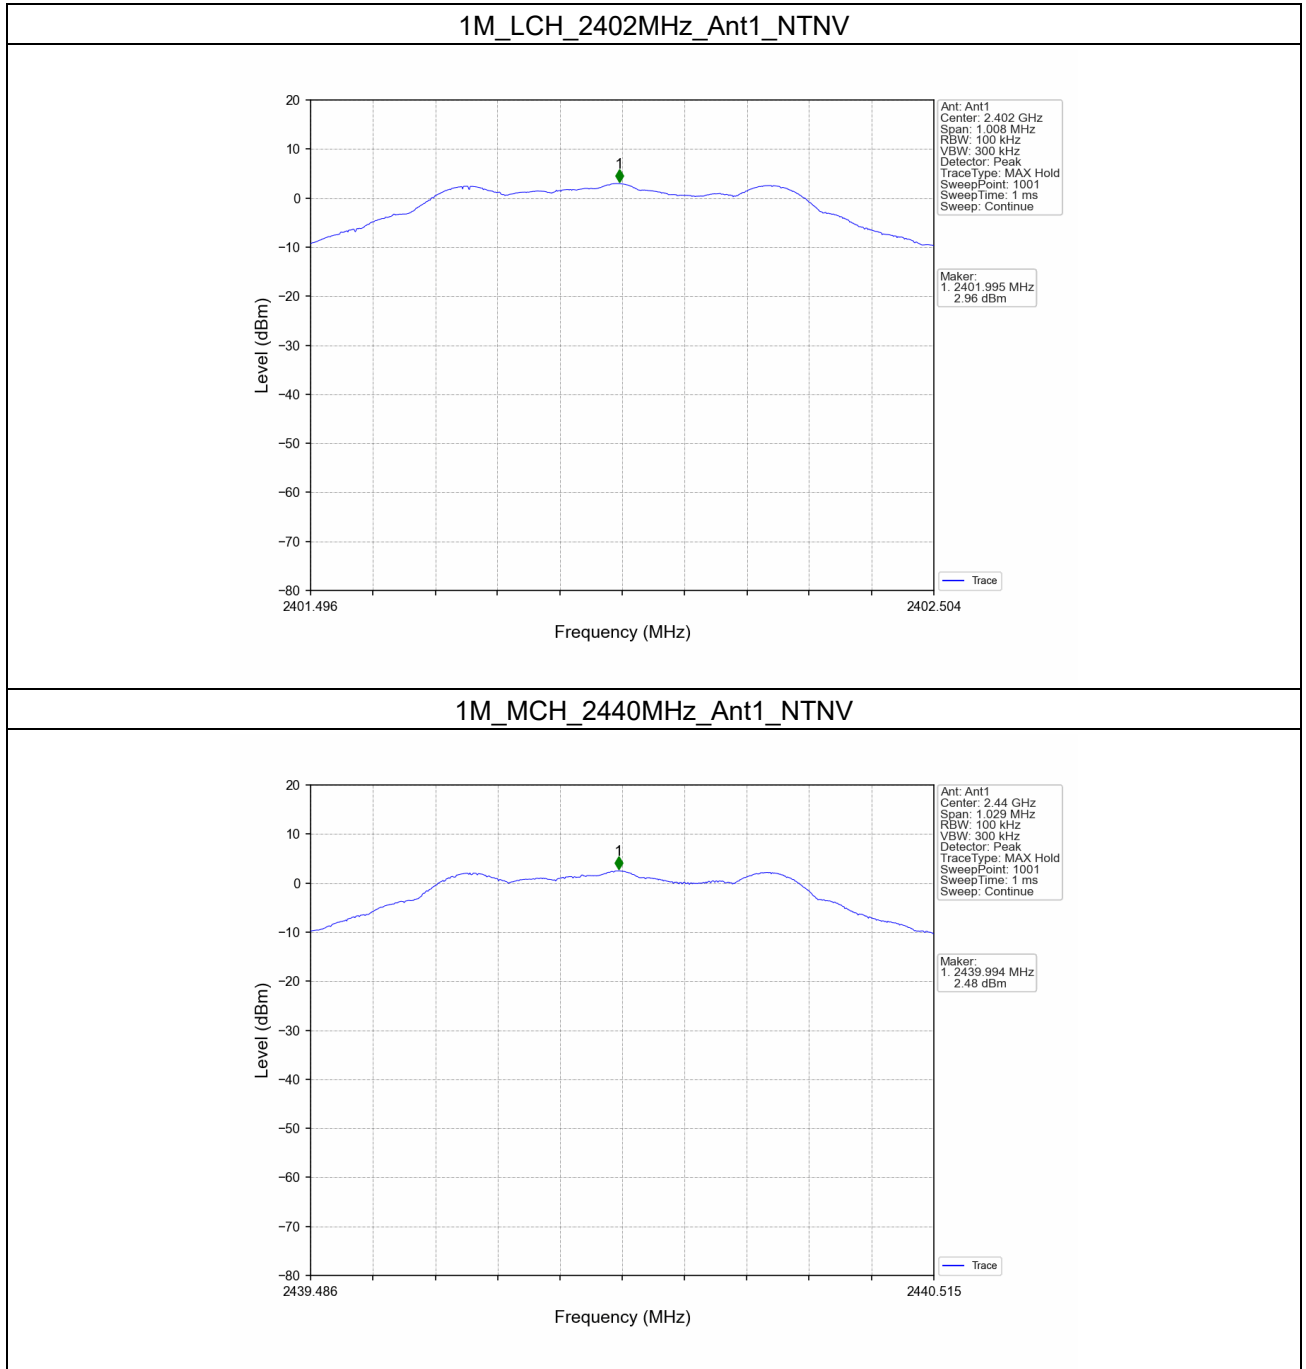 1M_LCH_2402MHz_Ant1_NTNV
20
10
0
−10
−20
−30
−40
−50
−60
−70
−80
Level (dBm)
1
2401.496
2402.504
Frequency (MHz)
Ant: Ant1
Center: 2.402 GHz
Span: 1.008 MHz
RBW: 100 kHz
VBW: 300 kHz
Detector: Peak
TraceType: MAX Hold
SweepPoint: 1001
SweepTime: 1 ms
Sweep: Continue
Maker:
1. 2401.995 MHz
2.96 dBm
Trace
1M_MCH_2440MHz_Ant1_NTNV
20
10
0
−10
−20
−30
−40
−50
−60
−70
−80
Level (dBm)
1
2439.486
2440.515
Frequency (MHz)
Ant: Ant1
Center: 2.44 GHz
Span: 1.029 MHz
RBW: 100 kHz
VBW: 300 kHz
Detector: Peak
TraceType: MAX Hold
SweepPoint: 1001
SweepTime: 1 ms
Sweep: Continue
Maker:
1. 2439.994 MHz
2.48 dBm
Trace